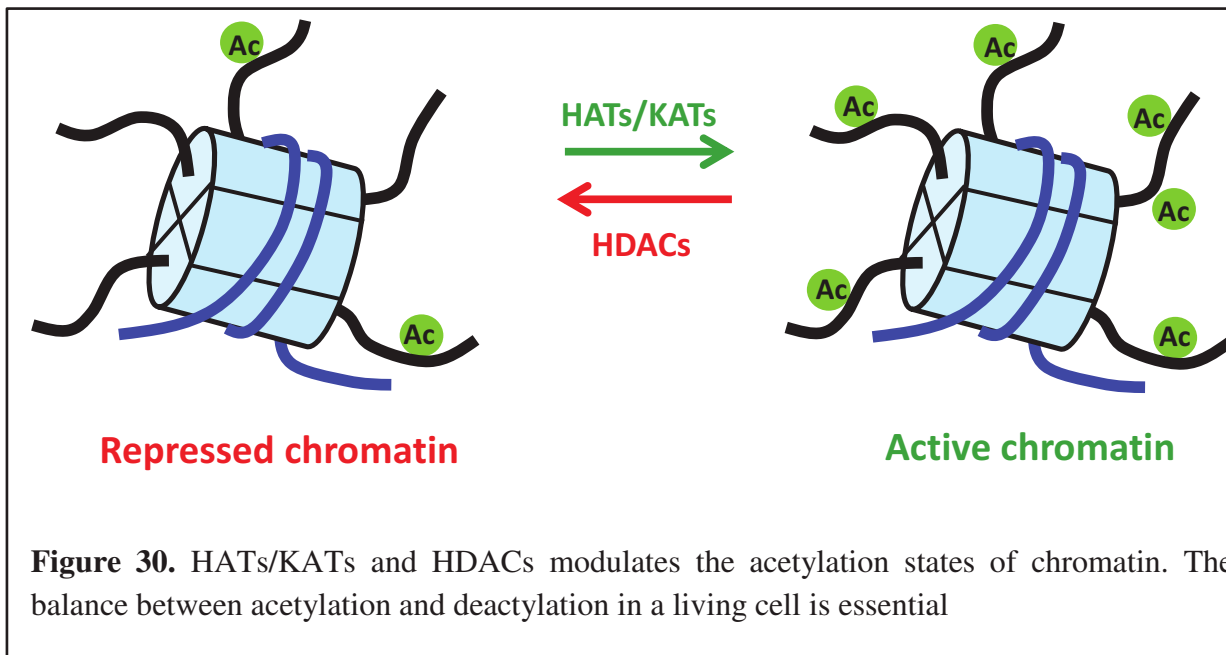 Ac
Ac
HATs/KATs
HDACs
Repressed chromatin
Ac
Ac
Ac
Ac
Ac
Ac
Active chromatin
Figure 30. HATs/KATs and HDACs modulates the acetylation states of chromatin. The
balance between acetylation and deactylation in a living cell is essential